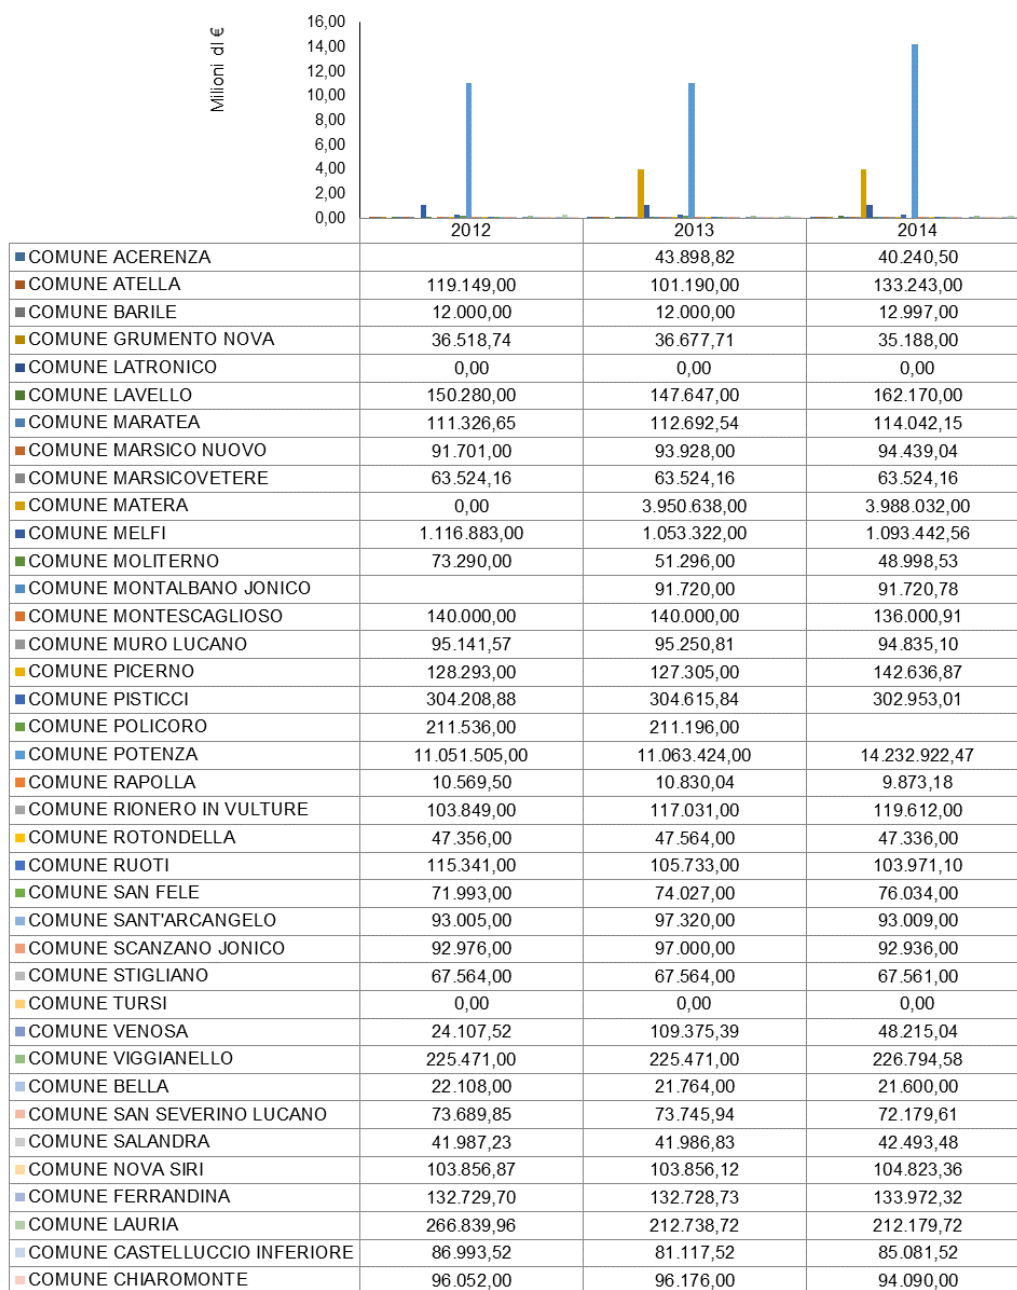 Milioni dI €
16,00
14,00
12,00
10,00
8,00
6,00
4,00
2,00
0,00
2012 2013 2014
COMUNE ACERENZA 43.898,82 40.240,50
COMUNE ATELLA 119.149,00 101.190,00 133.243,00
COMUNE BARILE 12.000,00 12.000,00 12.997,00
COMUNE GRUMENTO NOVA 36.518,74 36.677,71 35.188,00
COMUNE LATRONICO 0,00 0,00 0,00
COMUNE LAVELLO 150.280,00 147.647,00 162.170,00
COMUNE MARATEA 111.326,65 112.692,54 114.042,15
COMUNE MARSICO NUOVO 91.701,00 93.928,00 94.439,04
COMUNE MARSICOVETERE 63.524,16 63.524,16 63.524,16
COMUNE MATERA 0,00 3.950.638,00 3.988.032,00
COMUNE MELFI 1.116.883,00 1.053.322,00 1.093.442,56
COMUNE MOLITERNO 73.290,00 51.296,00 48.998,53
COMUNE MONTALBANO JONICO 91.720,00 91.720,78
COMUNE MONTESCAGLIOSO 140.000,00 140.000,00 136.000,91
COMUNE MURO LUCANO 95.141,57 95.250,81 94.835,10
COMUNE PICERNO 128.293,00 127.305,00 142.636,87
COMUNE PISTICCI 304.208,88 304.615,84 302.953,01
COMUNE POLICORO 211.536,00 211.196,00
COMUNE POTENZA 11.051.505,00 11.063.424,00 14.232.922,47
COMUNE RAPOLLA 10.569,50 10.830,04 9.873,18
COMUNE RIONERO IN VULTURE 103.849,00 117.031,00 119.612,00
COMUNE ROTONDELLA 47.356,00 47.564,00 47.336,00
COMUNE RUOTI 115.341,00 105.733,00 103.971,10
COMUNE SAN FELE 71.993,00 74.027,00 76.034,00
COMUNE SANT'ARCANGELO 93.005,00 97.320,00 93.009,00
COMUNE SCANZANO JONICO 92.976,00 97.000,00 92.936,00
COMUNE STIGLIANO 67.564,00 67.564,00 67.561,00
COMUNE TURSI 0,00 0,00 0,00
COMUNE VENOSA 24.107,52 109.375,39 48.215,04
COMUNE VIGGIANELLO 225.471,00 225.471,00 226.794,58
COMUNE BELLA 22.108,00 21.764,00 21.600,00
COMUNE SAN SEVERINO LUCANO 73.689,85 73.745,94 72.179,61
COMUNE SALANDRA 41.987,23 41.986,83 42.493,48
COMUNE NOVA SIRI 103.856,87 103.856,12 104.823,36
COMUNE FERRANDINA 132.729,70 132.728,73 133.972,32
COMUNE LAURIA 266.839,96 212.738,72 212.179,72
COMUNE CASTELLUCCIO INFERIORE 86.993,52 81.117,52 85.081,52
COMUNE CHIAROMONTE 96.052,00 96.176,00 94.090,00